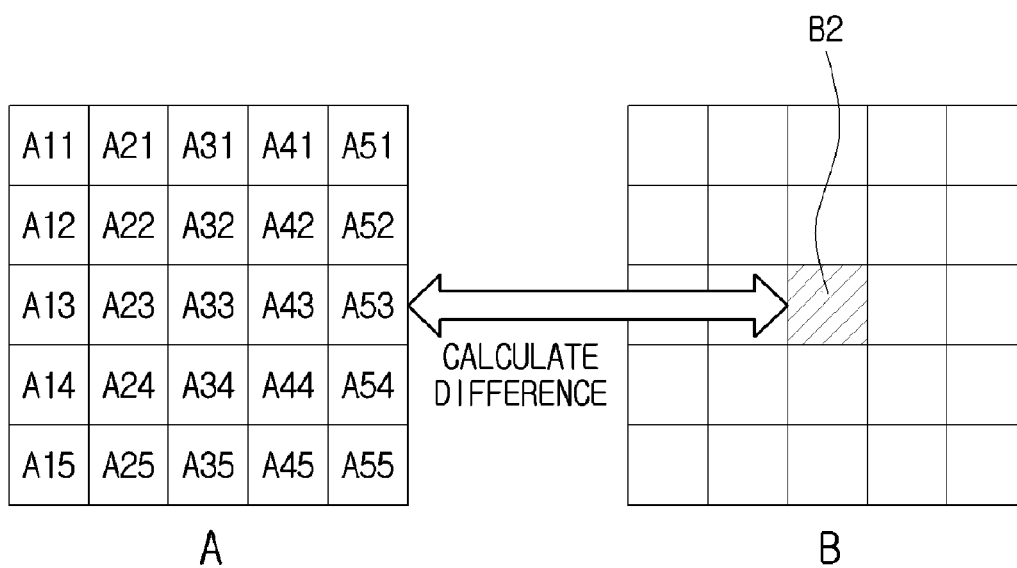 B2
A11 A21 A31 A41 A51
A12 A22 A32 A42 A52
A13 A23 A33 A43 A53
A14 A24 A34 A44 A54
A15 A25 A35 A45 A55
CALCULATE
DIFFERENCE
A
B